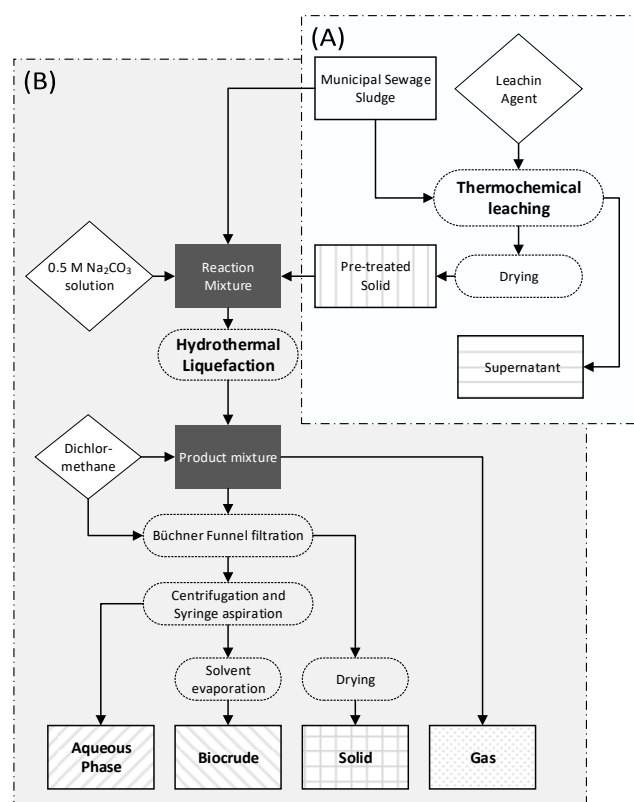 (A)
(B)
Municipal Sewage
Sludge
Leachin
Agent
Thermochemical
leaching
0.5 M Na₂CO₃
solution
Reaction
Mixture
Pre-treated
Solid
Drying
Hydrothermal
Liquefaction
Supernatant
Dichlor-
methane
Product mixture
Büchner Funnel filtration
Centrifugation and
Syringe aspiration
Solvent
evaporation
Drying
Aqueous
Phase
Biocrude
Solid
Gas